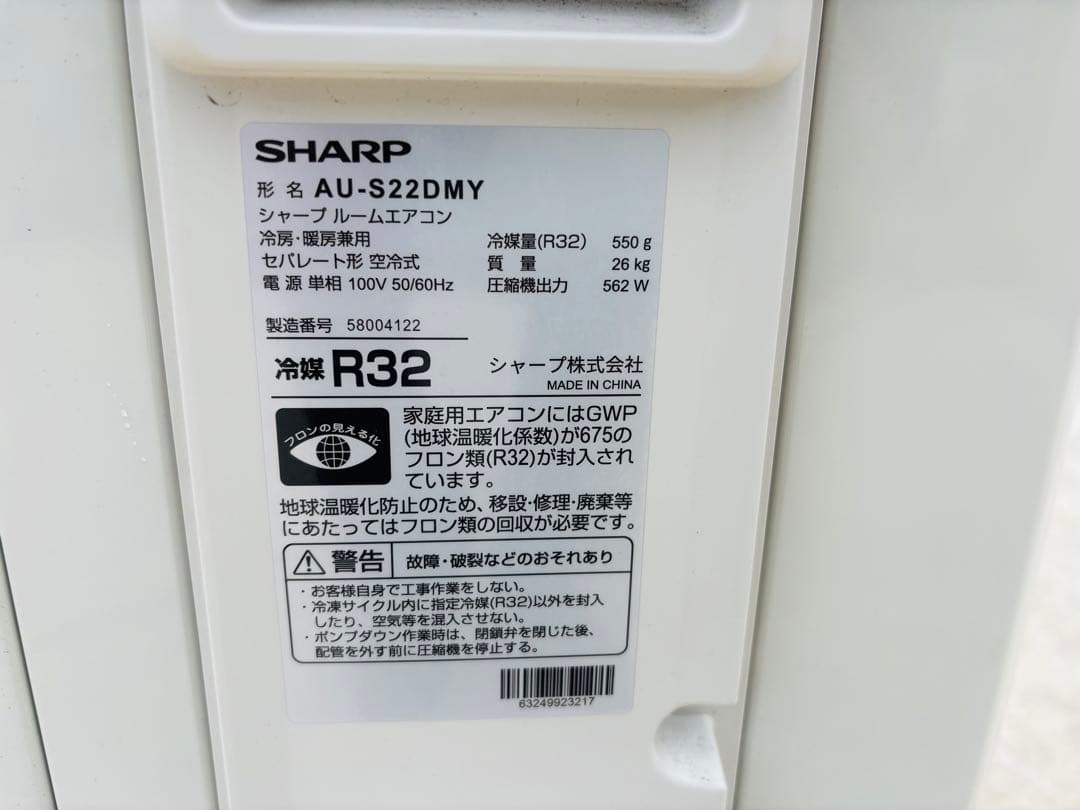 SHARP
形 名 AU-S22DMY
シャープ ルームエアコン
冷房・暖房兼用
セパレート形 空冷式
電 源 単相 100V 50/60Hz
冷媒量(R32) 550 g
質 量 26 kg
圧縮機出力 562 W
製造番号 58004122
冷媒 R32
シャープ株式会社
MADE IN CHINA
フロンの見える化
家庭用エアコンにはGWP
(地球温暖化係数)が675の
フロン類(R32)が封入され
ています。
地球温暖化防止のため、移設・修理・廃棄等
にあたってはフロン類の回収が必要です。
警告 故障・破裂などのおそれあり
・お客様自身で工事作業をしない。
・冷凍サイクル内に指定冷媒(R32)以外を封入
したり、空気等を混入させない。
・ポンプダウン作業時は、閉鎖弁を閉じた後、
配管を外す前に圧縮機を停止する。
63249923217